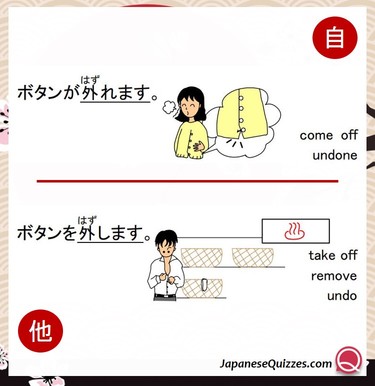 自
はず
ボタンが外れます。
come off
undone
はず
ボタンを外します。
take off
remove
undo
他
JapaneseQuizzes.com